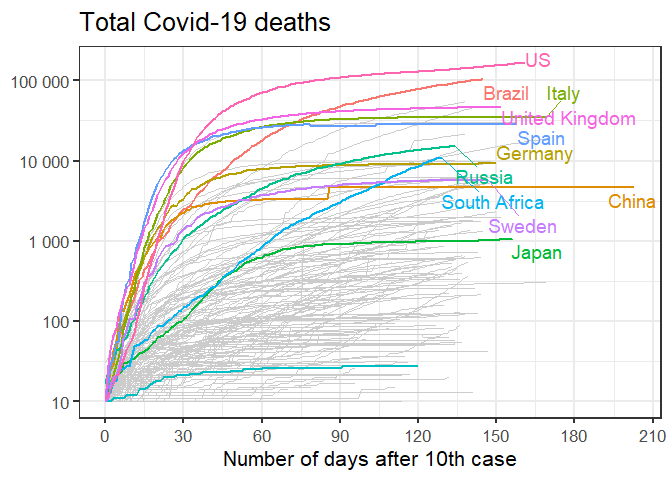 Total Covid-19 deaths
US
100 000
Brazil
Italy
United Kingdom
Spain
10 000
Germany
Russia
South Africa
China
Sweden
1 000
Japan
100
10
0 30 60 90 120 150 180 210
Number of days after 10th case